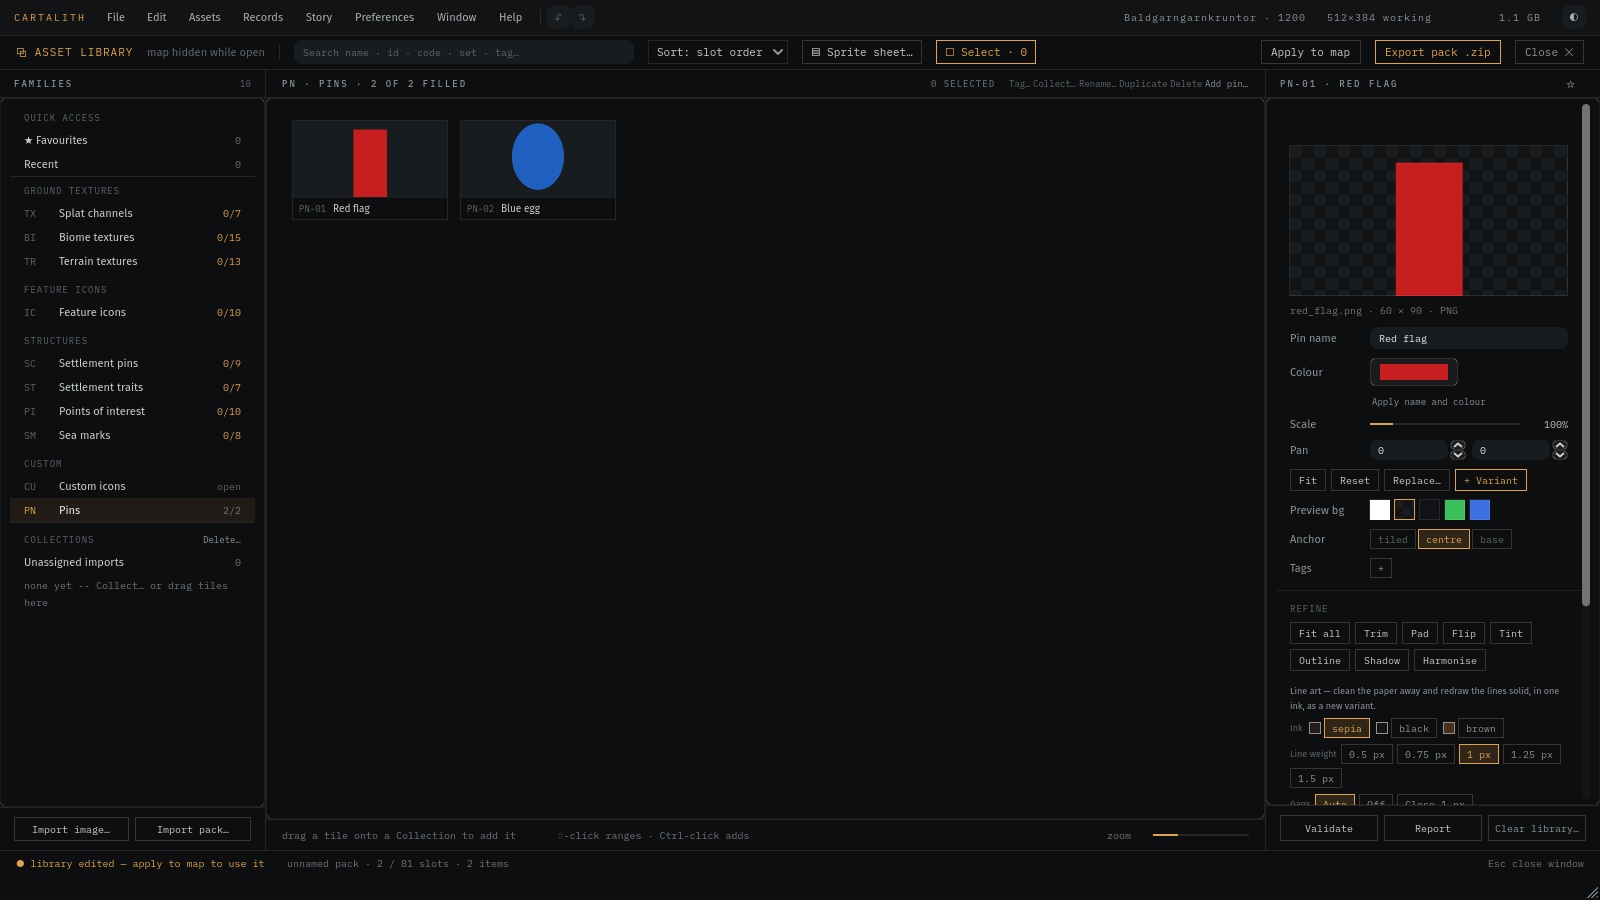 CARTALITH File Edit Assets Records Story Preferences Window Help Baldgarngarnkruntor · 1200 512×384 working 1.1 GB
ASSET LIBRARY map hidden while open Search name · id · code · set · tag… Sort: slot order Sprite sheet… Select · 0 Apply to map Export pack .zip Close
FAMILIES 10
PN · PINS · 2 OF 2 FILLED 0 SELECTED Tag… Collect… Rename… Duplicate Delete Add pin…
PN-01 · RED FLAG
QUICK ACCESS
★ Favourites 0
Recent 0
GROUND TEXTURES
TX Splat channels 0/7
BI Biome textures 0/15
TR Terrain textures 0/13
FEATURE ICONS
IC Feature icons 0/10
STRUCTURES
SC Settlement pins 0/9
ST Settlement traits 0/7
PI Points of interest 0/10
SM Sea marks 0/8
CUSTOM
CU Custom icons open
PN Pins 2/2
COLLECTIONS Delete…
Unassigned imports 0
none yet -- Collect… or drag tiles
here
Import image… Import pack…
PN-01 Red flag
PN-02 Blue egg
drag a tile onto a Collection to add it ⇧-click ranges · Ctrl-click adds zoom
red_flag.png · 60 × 90 · PNG
Pin name Red flag
Colour
Apply name and colour
Scale 100%
Pan 0 0
Fit Reset Replace… + Variant
Preview bg
Anchor tiled centre base
Tags +
REFINE
Fit all Trim Pad Flip Tint
Outline Shadow Harmonise
Line art — clean the paper away and redraw the lines solid, in one
ink, as a new variant.
Ink sepia black brown
Line weight 0.5 px 0.75 px 1 px 1.25 px
1.5 px
Gaps Auto Off Close 1 px
Validate Report Clear library…
● library edited — apply to map to use it unnamed pack · 2 / 81 slots · 2 items Esc close window